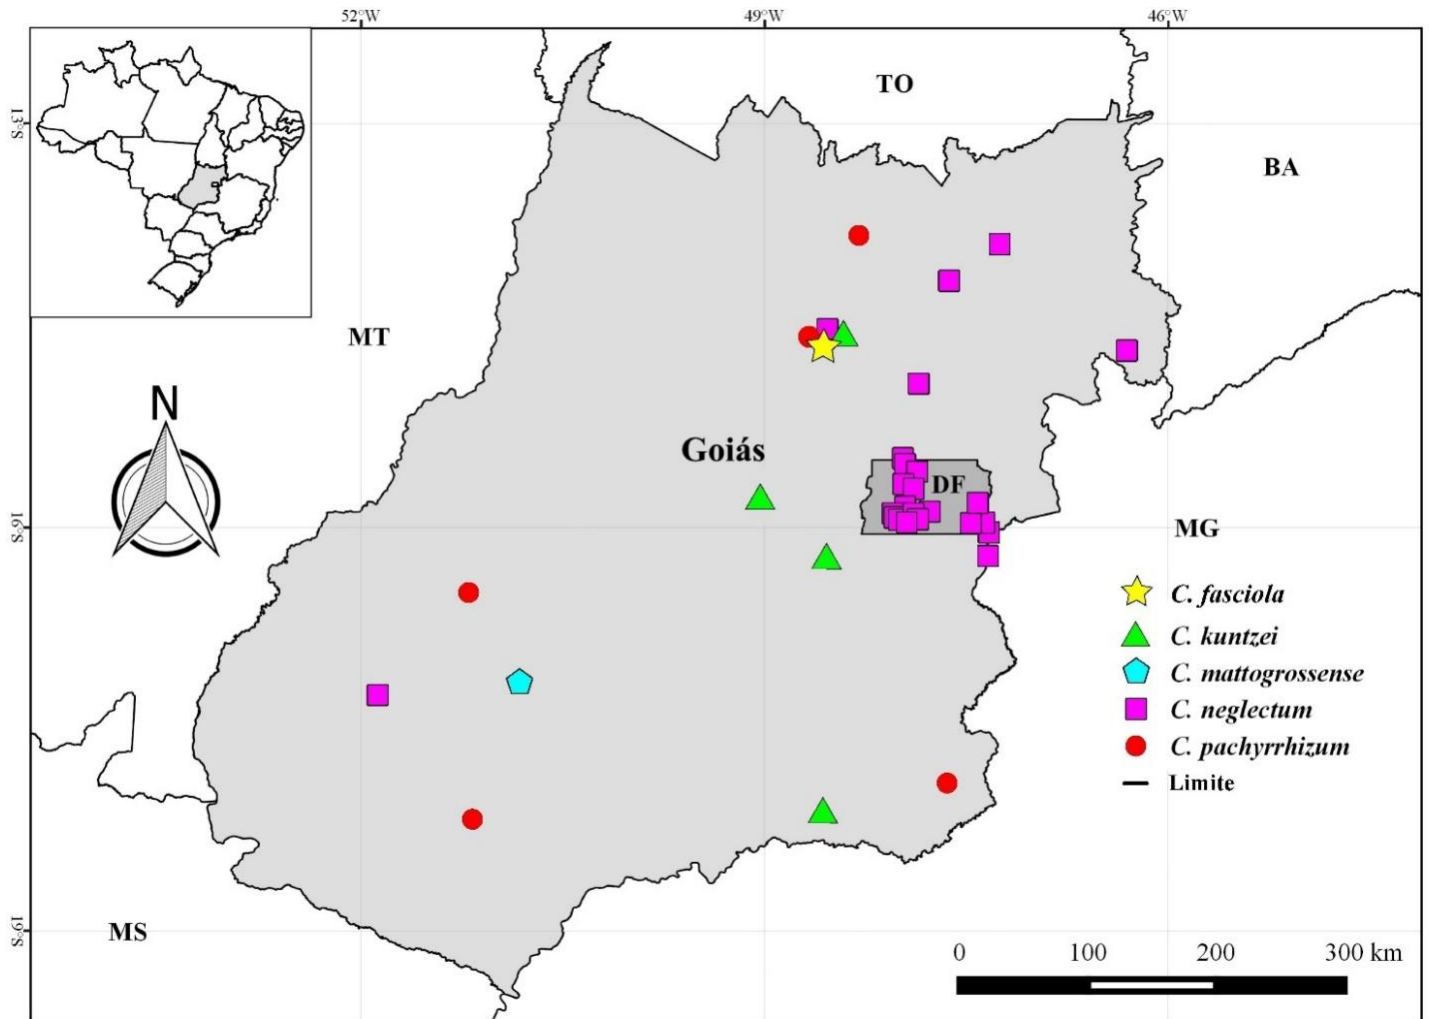 52°W
49°W
46°W
TO
13°S
BA
MT
N
Goiás
DF
16°S
MG
C. fasciola
C. kuntzei
C. mattogrossense
C. neglectum
C. pachyrrhizum
Limite
MS
19°S
0 100 200 300 km